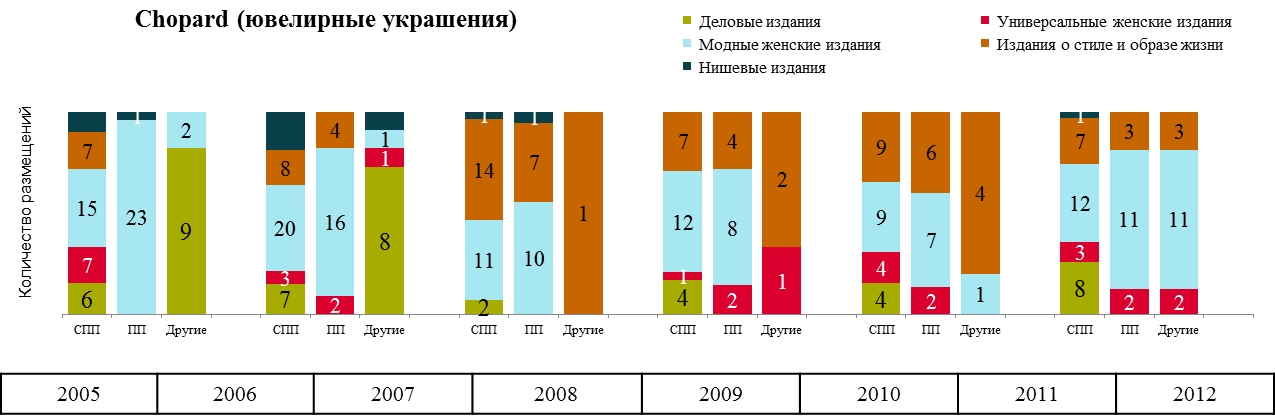 Chopard (ювелирные украшения)
Деловые издания
Универсальные женские издания
Модные женские издания
Издания о стиле и образе жизни
Нишевые издания
Количество размещений
7 15 7 6
1 23
2 9
8 20 3 7
4 16 2
1 1 8
1 14 11 2
1 7 10
1
7 12 1 4
4 8 2
2 1
9 9 4 4
6 7 2
4 1
1 7 12 3 8
3 11 2
3 11 2
СПП ПП Другие СПП ПП Другие СПП ПП Другие СПП ПП Другие СПП ПП Другие СПП ПП Другие
2005 2006 2007 2008 2009 2010 2011 2012